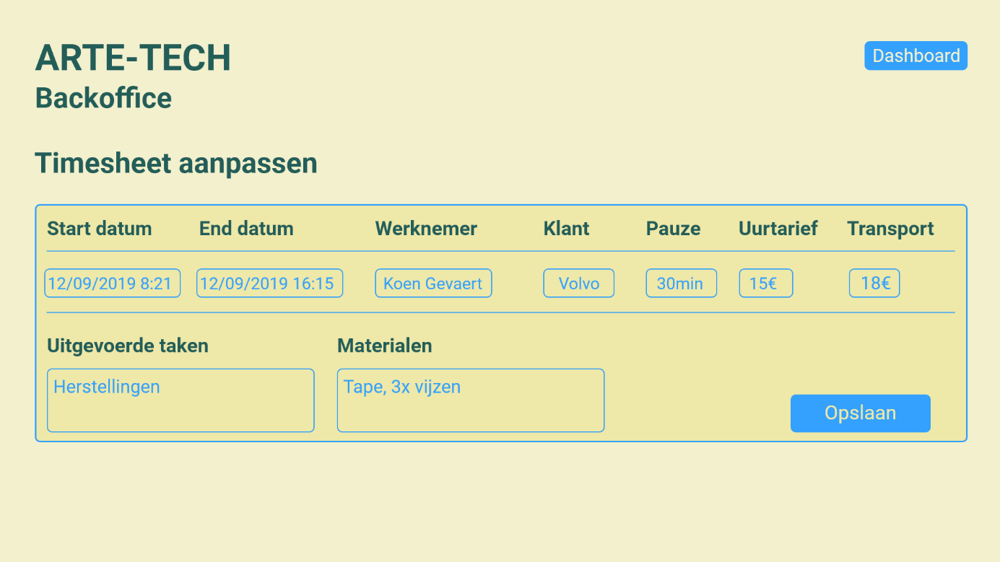 ARTE-TECH
Dashboard
Backoffice
Timesheet aanpassen
Start datum End datum Werknemer Klant Pauze Uurtarief Transport
12/09/2019 8:21 12/09/2019 16:15 Koen Gevaert Volvo 30min 15€ 18€
Uitgevoerde taken Materialen
Herstellingen Tape, 3x vijzen
Opslaan